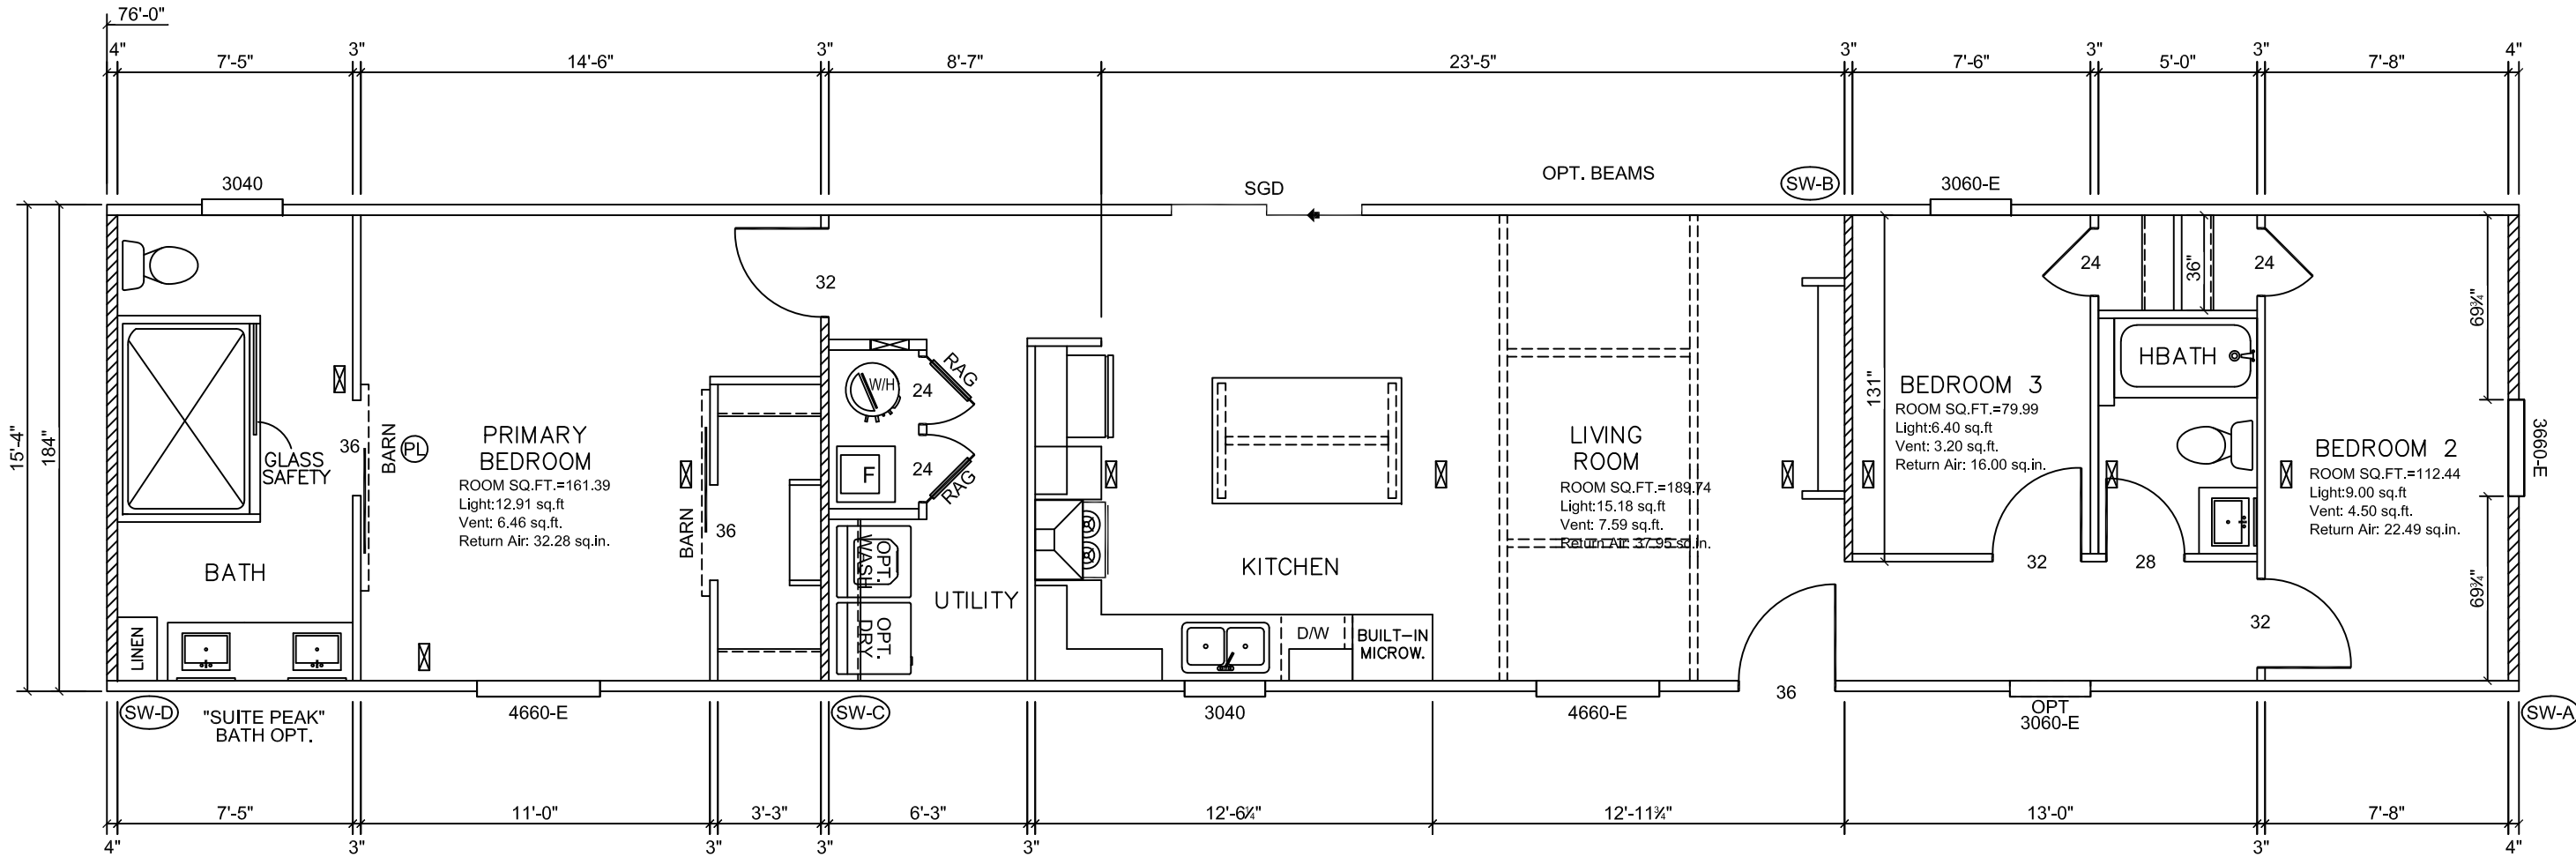 76'-0"
4" 7'-5" 3" 14'-6" 3" 8'-7" 23'-5" 3" 7'-6" 3" 5'-0" 3" 7'-8" 4"
3040
SGD
OPT. BEAMS
SW-B
3060-E
15'-4"
184"
32
24
36"
24
69¾"
131"
HBATH
W/H
RAG
24
24
RAG
F
GLASS
SAFETY
36
BARN
PL
PRIMARY
BEDROOM
ROOM SQ.FT.=161.39
Light:12.91 sq.ft
Vent: 6.46 sq.ft.
Return Air: 32.28 sq.in.
BARN
36
LIVING
ROOM
ROOM SQ.FT.=189.74
Light:15.18 sq.ft
Vent: 7.59 sq.ft.
Return Air: 37.95 sq.in.
BEDROOM 3
ROOM SQ.FT.=79.99
Light:6.40 sq.ft
Vent: 3.20 sq.ft.
Return Air: 16.00 sq.in.
BEDROOM 2
ROOM SQ.FT.=112.44
Light:9.00 sq.ft
Vent: 4.50 sq.ft.
Return Air: 22.49 sq.in.
3660-E
BATH
OPT.
WASH
OPT.
DRY.
UTILITY
KITCHEN
32
28
69¾"
32
LINEN
D/W
BUILT-IN
MICROW.
36
SW-D
"SUITE PEAK"
BATH OPT.
4660-E
SW-C
3040
4660-E
OPT
3060-E
SW-A
7'-5" 11'-0" 3'-3" 6'-3" 12'-6¼" 12'-11¾" 13'-0" 7'-8"
4" 3" 3" 3" 3" 3" 4"